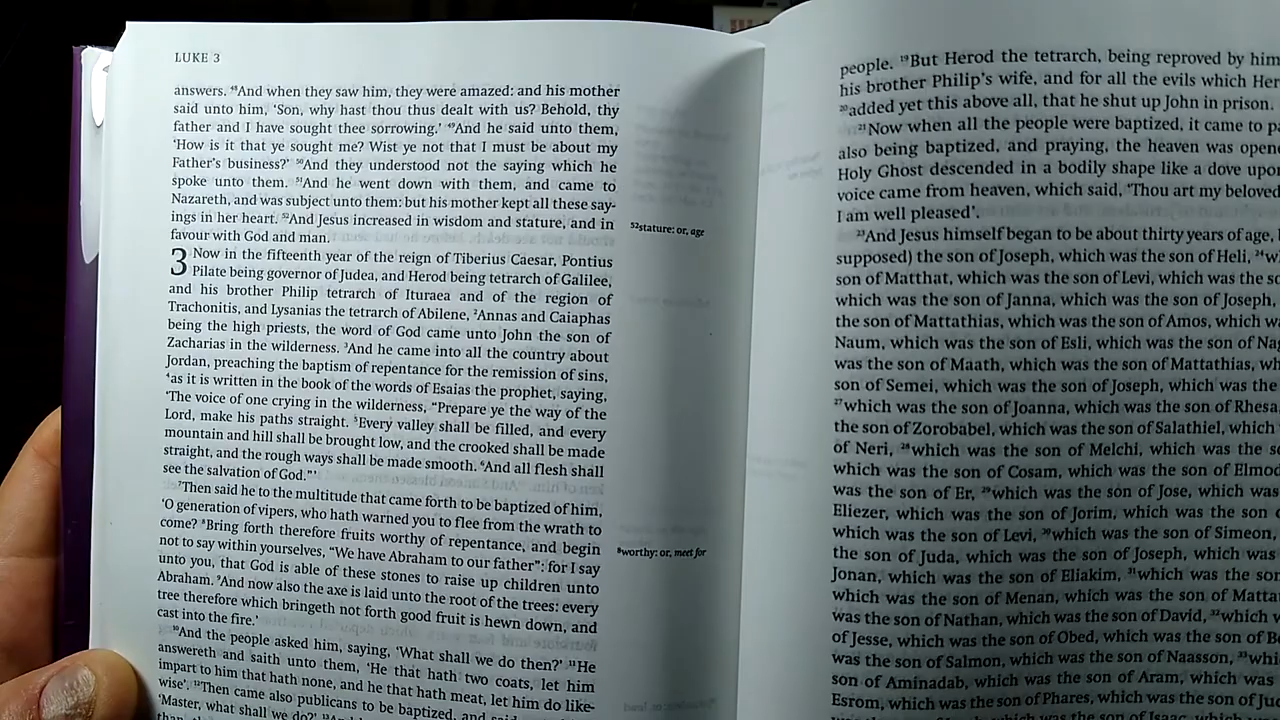 LUKE 3
answers. ⁴⁸And when they saw him, they were amazed: and his mother
said unto him, ‘Son, why hast thou thus dealt with us? Behold, thy
father and I have sought thee sorrowing.’ ⁴⁹And he said unto them,
‘How is it that ye sought me? Wist ye not that I must be about my
Father’s business?’ ⁵⁰And they understood not the saying which he
spoke unto them. ⁵¹And he went down with them, and came to
Nazareth, and was subject unto them: but his mother kept all these say-
ings in her heart. ⁵²And Jesus increased in wisdom and stature, and in
favour with God and man.
⁵²stature: or, age
3 Now in the fifteenth year of the reign of Tiberius Caesar, Pontius
Pilate being governor of Judea, and Herod being tetrarch of Galilee,
and his brother Philip tetrarch of Ituraea and of the region of
Trachonitis, and Lysanias the tetrarch of Abilene, ²Annas and Caiaphas
being the high priests, the word of God came unto John the son of
Zacharias in the wilderness. ³And he came into all the country about
Jordan, preaching the baptism of repentance for the remission of sins,
⁴as it is written in the book of the words of Esaias the prophet, saying,
‘The voice of one crying in the wilderness, “Prepare ye the way of the
Lord, make his paths straight. ⁵Every valley shall be filled, and every
mountain and hill shall be brought low, and the crooked shall be made
straight, and the rough ways shall be made smooth. ⁶And all flesh shall
see the salvation of God.”’
⁷Then said he to the multitude that came forth to be baptized of him,
‘O generation of vipers, who hath warned you to flee from the wrath to
come? ⁸Bring forth therefore fruits worthy of repentance, and begin
not to say within yourselves, “We have Abraham to our father”: for I say
unto you, that God is able of these stones to raise up children unto
Abraham. ⁹And now also the axe is laid unto the root of the trees: every
tree therefore which bringeth not forth good fruit is hewn down, and
cast into the fire.’
⁸worthy: or, meet for
¹⁰And the people asked him, saying, ‘What shall we do then?’ ¹¹He
answereth and saith unto them, ‘He that hath two coats, let him
impart to him that hath none, and he that hath meat, let him do like-
wise’. ¹²Then came also publicans to be baptized, and said
‘Master, what shall we do?’
people. ¹⁹But Herod the tetrarch, being reproved by him
his brother Philip’s wife, and for all the evils which
²⁰added yet this above all, that he shut up John in prison.
²¹Now when all the people were baptized, it came to
also being baptized, and praying, the heaven was
Holy Ghost descended in a bodily shape like a dove
voice came from heaven, which said, ‘Thou art my beloved
I am well pleased’.
²³And Jesus himself began to be about thirty years of age,
supposed) the son of Joseph, which was the son of Heli,
son of Matthat, which was the son of Levi, which was the
which was the son of Janna, which was the son of Joseph,
the son of Mattathias, which was the son of Amos, which
Naum, which was the son of Esli, which was the son of
was the son of Maath, which was the son of Mattathias,
son of Semei, which was the son of Joseph, which was the
²⁷which was the son of Joanna, which was the son of
the son of Zorobabel, which was the son of Salathiel, which
of Neri, ²⁸which was the son of Melchi, which was the
which was the son of Cosam, which was the son of
was the son of Er, ²⁹which was the son of Jose, which was
Eliezer, which was the son of Jorim, which was the son
which was the son of Levi, ³⁰which was the son of Simeon,
the son of Juda, which was the son of Joseph, which was
Jonan, which was the son of Eliakim, ³¹which was the
which was the son of Menan, which was the son of
was the son of Nathan, which was the son of David, ³²which
of Jesse, which was the son of Obed, which was the son of
was the son of Salmon, which was the son of Naasson,
son of Aminadab, which was the son of Aram, which was
Esrom, which was the son of Phares, which was the son of